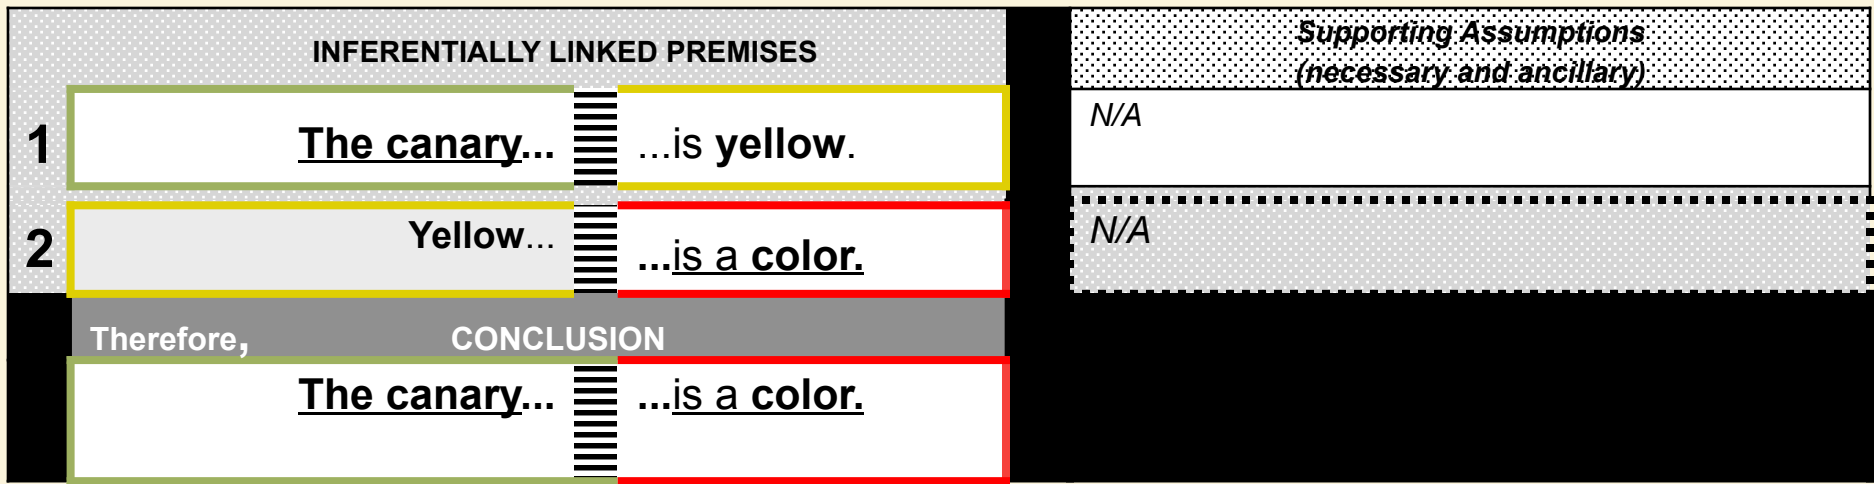 INFERENTIALLY LINKED PREMISES
Supporting Assumptions
(necessary and ancillary)
1
The canary...
...is yellow.
N/A
2
Yellow...
...is a color.
N/A
Therefore, CONCLUSION
The canary...
...is a color.